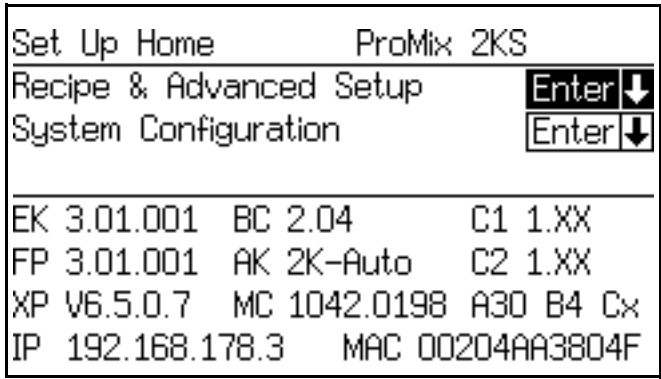 Set Up Home ProMix 2KS
Recipe & Advanced Setup Enter
System Configuration Enter
EK 3.01.001 BC 2.04 C1 1.XX
FP 3.01.001 AK 2K-Auto C2 1.XX
XP V6.5.0.7 MC 1042.0198 A30 B4 Cx
IP 192.168.178.3 MAC 00204AA3804F